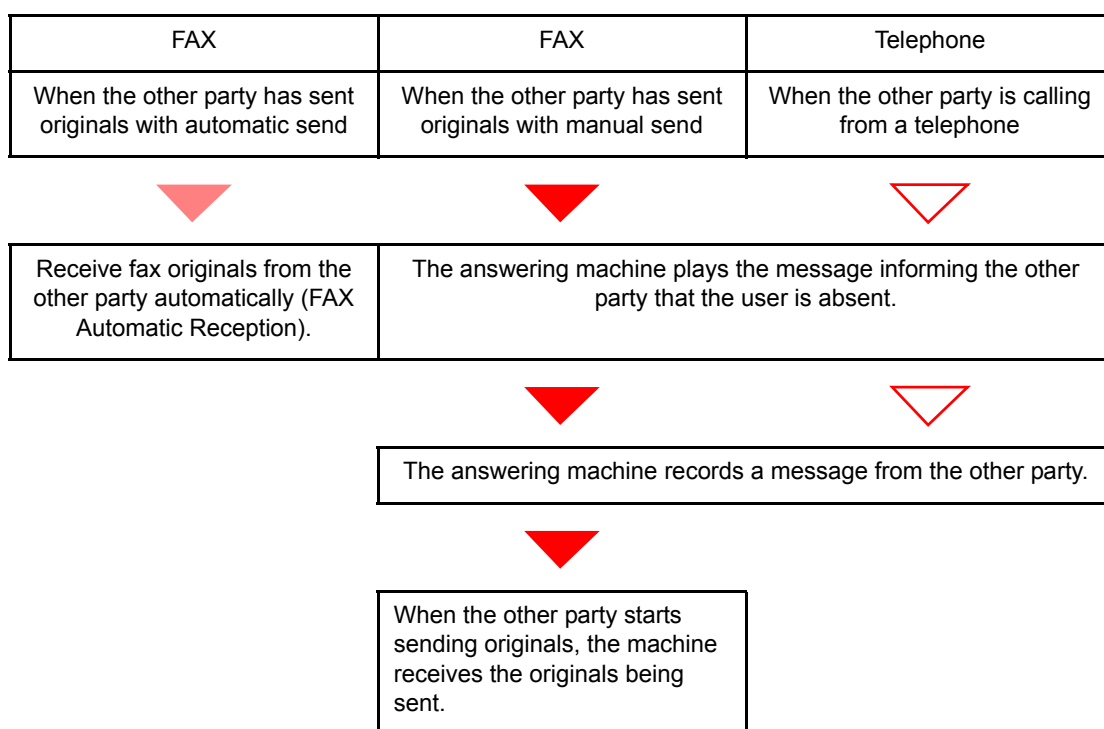 FAX
FAX
Telephone
When the other party has sent
originals with automatic send
When the other party has sent
originals with manual send
When the other party is calling
from a telephone
Receive fax originals from the
other party automatically (FAX
Automatic Reception).
The answering machine plays the message informing the other
party that the user is absent.
The answering machine records a message from the other party.
When the other party starts
sending originals, the machine
receives the originals being
sent.